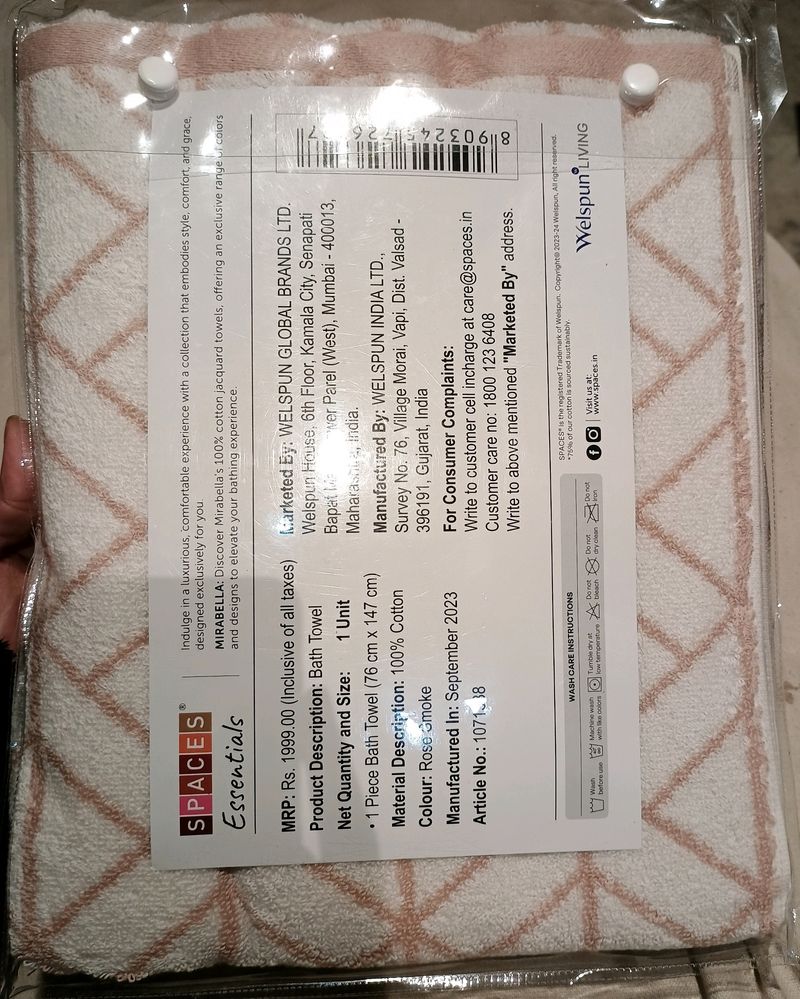 SPACES®
Essentials
Indulge in a luxurious, comfortable experience with a collection that embodies style, comfort, and grace,
designed exclusively for you
MIRABELLA: Discover Mirabella's 100% cotton jacquard towels, offering an exclusive range of colors
and designs to elevate your bathing experience.
MRP: Rs. 1999.00 (Inclusive of all taxes)
Product Description: Bath Towel
Net Quantity and Size: 1 Unit
• 1 Piece Bath Towel (76 cm x 147 cm)
Material Description: 100% Cotton
Colour: Rose Smoke
Manufactured In: September 2023
Article No.:
Marketed By: WELSPUN GLOBAL BRANDS LTD.
Welspun House, 6th Floor, Kamala City, Senapati
Bapat Panel (West), Mumbai - 400013,
Maharashtra, India.
Manufactured By: WELSPUN INDIA LTD.,
Survey No. 76, Village Morai, Vapi, Dist. Valsad -
396191, Gujarat, India
For Consumer Complaints:
Write to customer cell incharge at care@spaces.in
Customer care no: 1800 123 6408
Write to above mentioned "Marketed By" address.
WASH CARE INSTRUCTIONS
Wash
before use
Machine wash
with like colors
Tumble dry at
low temperature
Do not
bleach
Do not
dry clean
Do not
iron
SPACES® is the registered Trademark of Welspun. Copyright© 2023-24 Welspun, All right reserved.
*75% of our cotton is sourced sustainably.
Visit us at:
www.spaces.in
Welspun LIVING